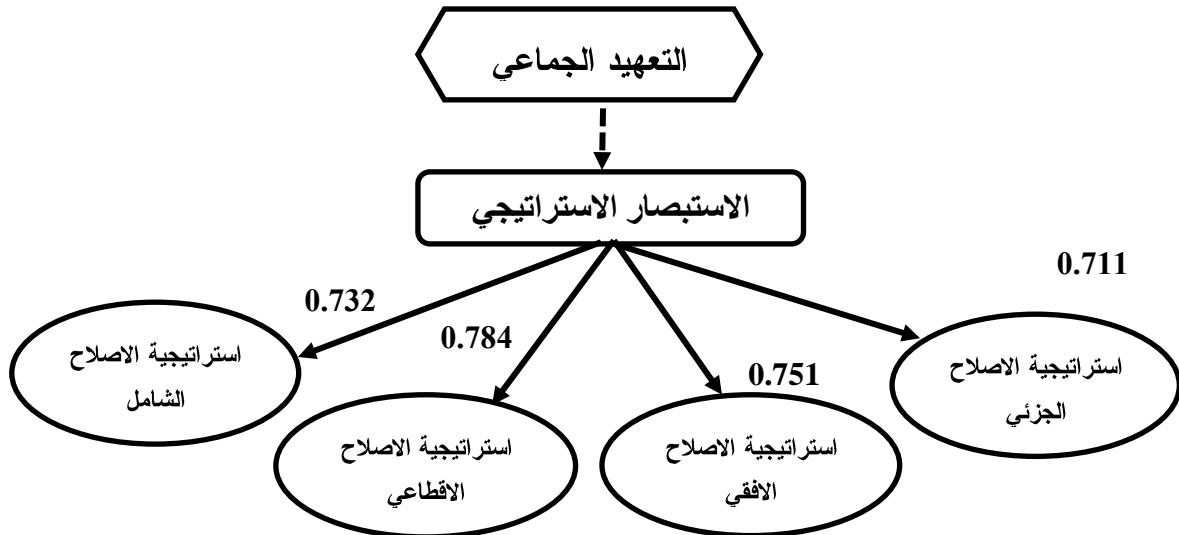 التعهيد الجماعي
الاستبصار الاستراتيجي
0.711
0.732
0.784
0.751
استراتيجية الاصلاح
الجزئي
استراتيجية الاصلاح
الافقي
استراتيجية الاصلاح
الاقطاعي
استراتيجية الاصلاح
الشامل